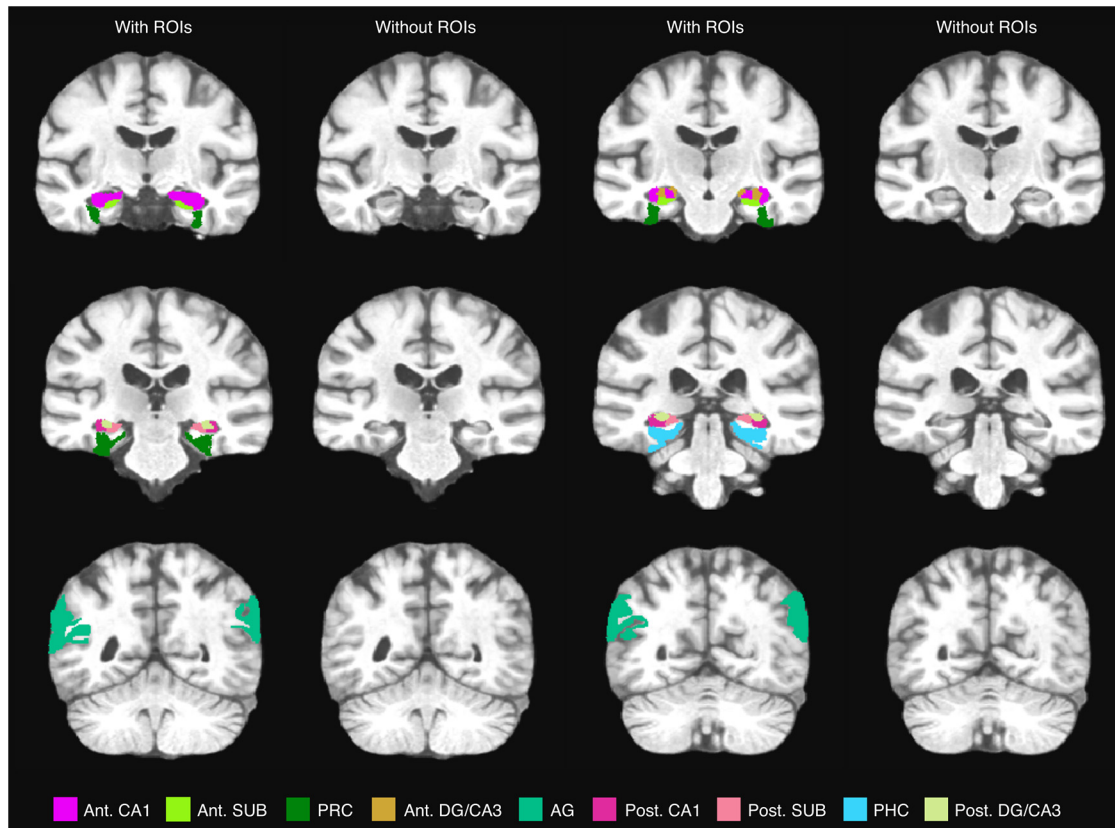 With ROIs Without ROIs With ROIs Without ROIs
Ant. CA1 Ant. SUB PRC Ant. DG/CA3 AG Post. CA1 Post. SUB PHC Post. DG/CA3